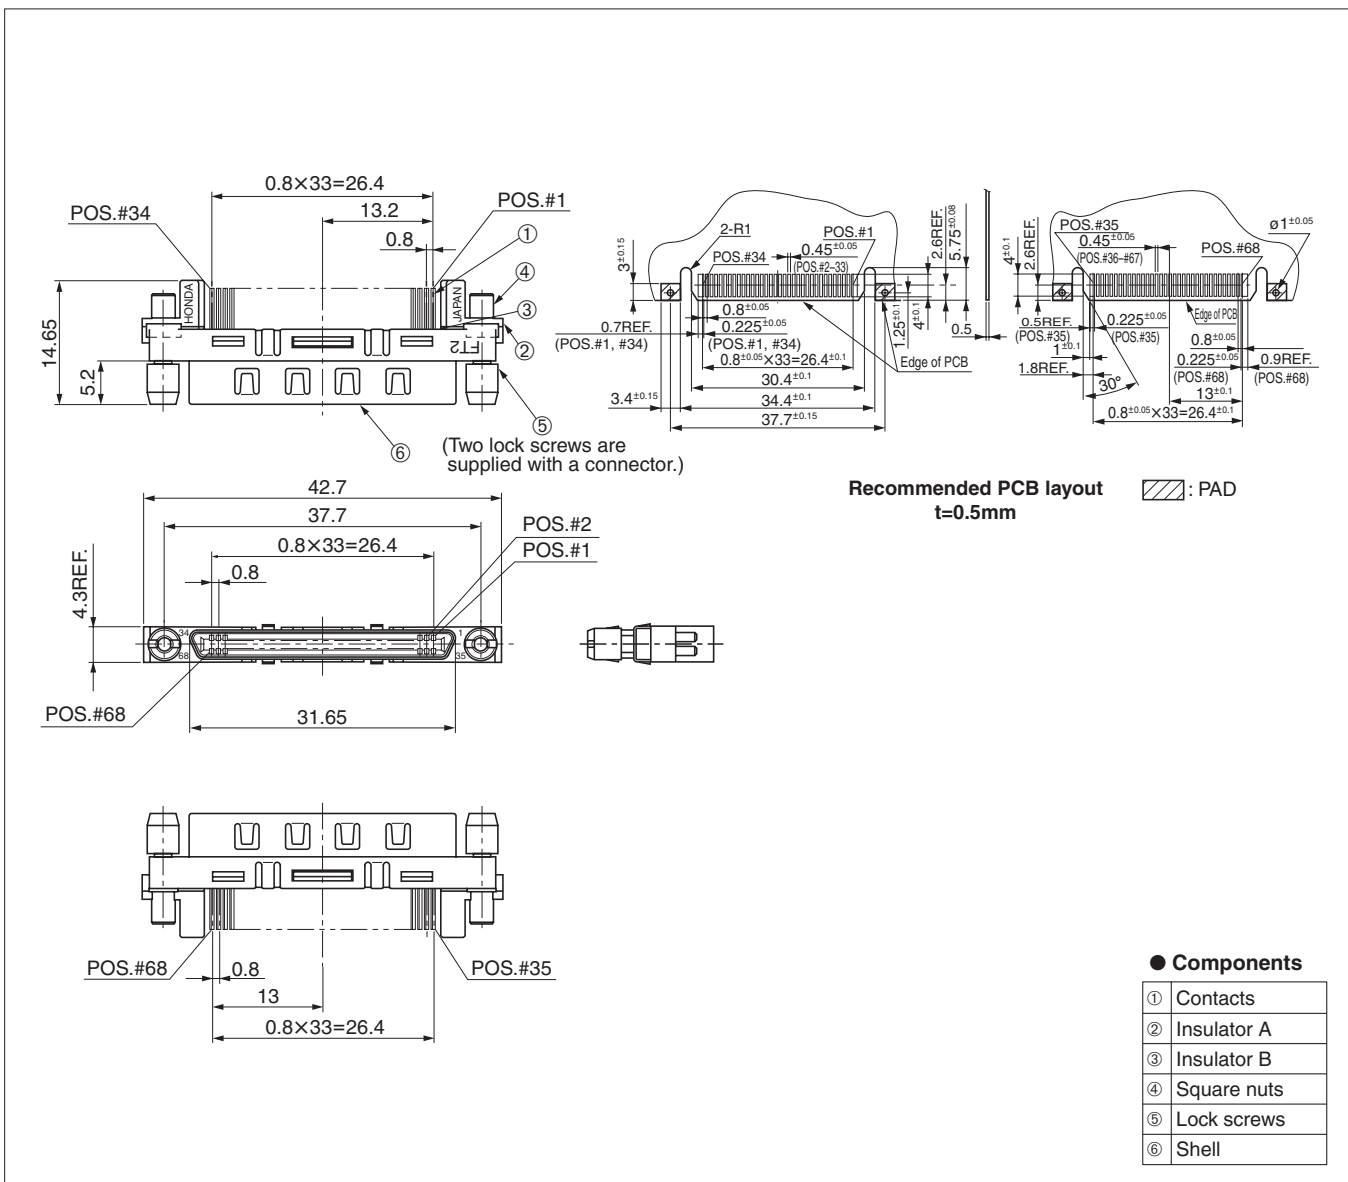 0.8×33=26.4
13.2
POS.#34
POS.#1
0.8
①
④
③
②
HONDA
JAPAN
FT2
14.65
5.2
⑤
⑥
(Two lock screws are
supplied with a connector.)
2-R1
POS.#1
POS.#34
0.45±0.05
(POS.#2–33)
3±0.15
2.6REF.
5.75±0.08
0.8±0.05
0.7REF.
(POS.#1, #34)
0.225±0.05
(POS.#1, #34)
0.8±0.05×33=26.4±0.1
1.25±0.1
4±0.1
0.5
Edge of PCB
30.4±0.1
3.4±0.15
34.4±0.1
37.7±0.15
POS.#35
0.45±0.05
(POS.#36–#67)
POS.#68
ø1±0.05
4±0.1
2.6REF.
Edge of PCB
0.5REF.
(POS.#35)
0.225±0.05
(POS.#35)
0.8±0.05
1±0.1
0.225±0.05
(POS.#68)
0.9REF.
(POS.#68)
1.8REF.
30°
13±0.1
0.8±0.05×33=26.4±0.1
Recommended PCB layout
t=0.5mm
: PAD
42.7
37.7
0.8×33=26.4
0.8
POS.#2
POS.#1
4.3REF.
34
1
68
35
POS.#68
31.65
POS.#68
0.8
POS.#35
13
0.8×33=26.4
● Components
① Contacts
② Insulator A
③ Insulator B
④ Square nuts
⑤ Lock screws
⑥ Shell